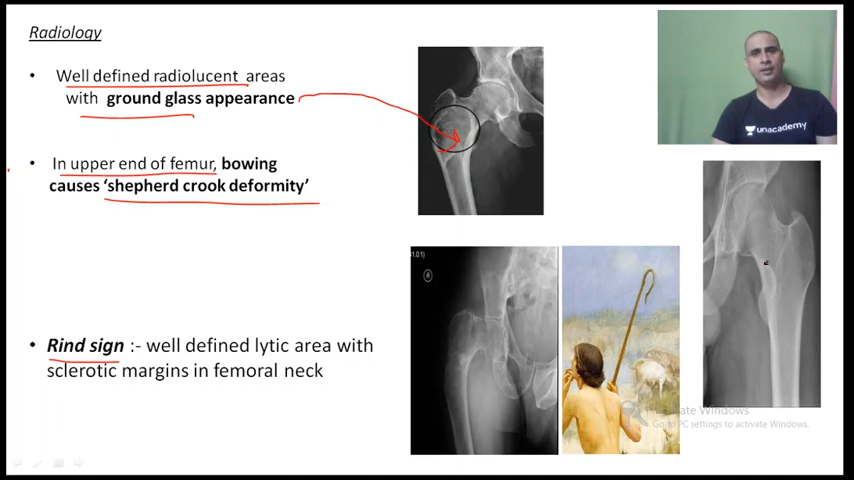 Radiology
• Well defined radiolucent areas
with ground glass appearance
• In upper end of femur, bowing
causes ‘shepherd crook deformity’
• Rind sign :- well defined lytic area with
sclerotic margins in femoral neck
unacademy
R
Activate Windows
Go to PC settings to activate Windows.